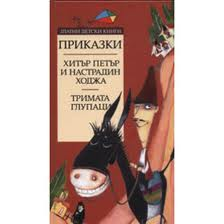 ЗЛАТНИ ДЕТСКИ КНИГИ
ПРИКАЗКИ
ХИТЪР ПЕТЪР
И НАСТРАДИН
ХОДЖА
ТРИМАТА
ГЛУПАЦИ